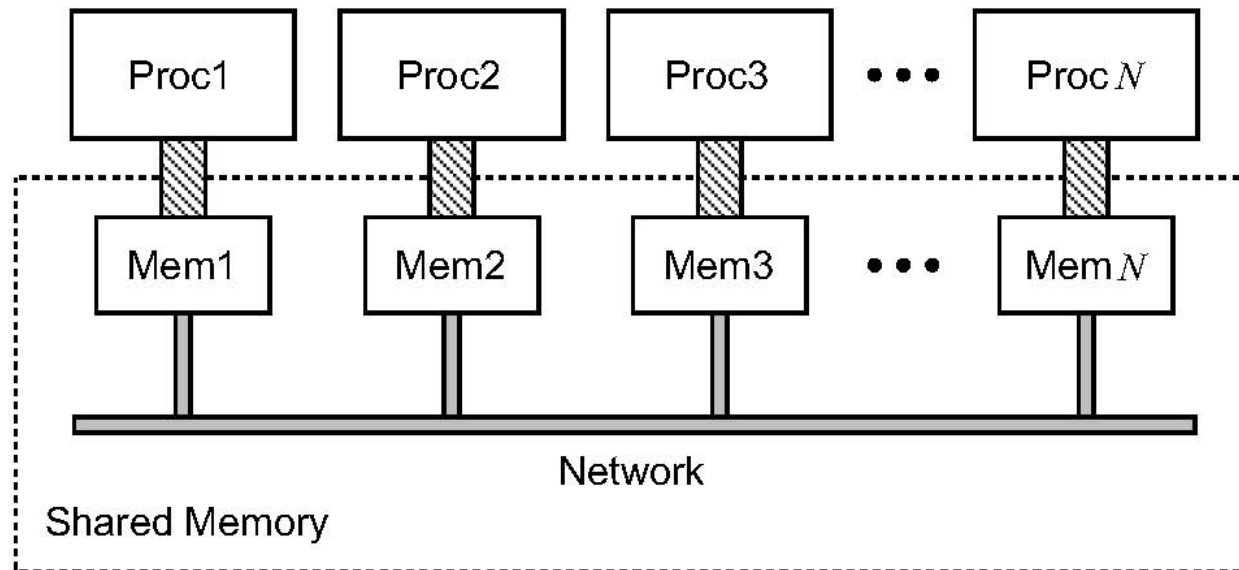 Proc1 Proc2 Proc3 ••• Proc N
Mem1 Mem2 Mem3 ••• Mem N
Network
Shared Memory